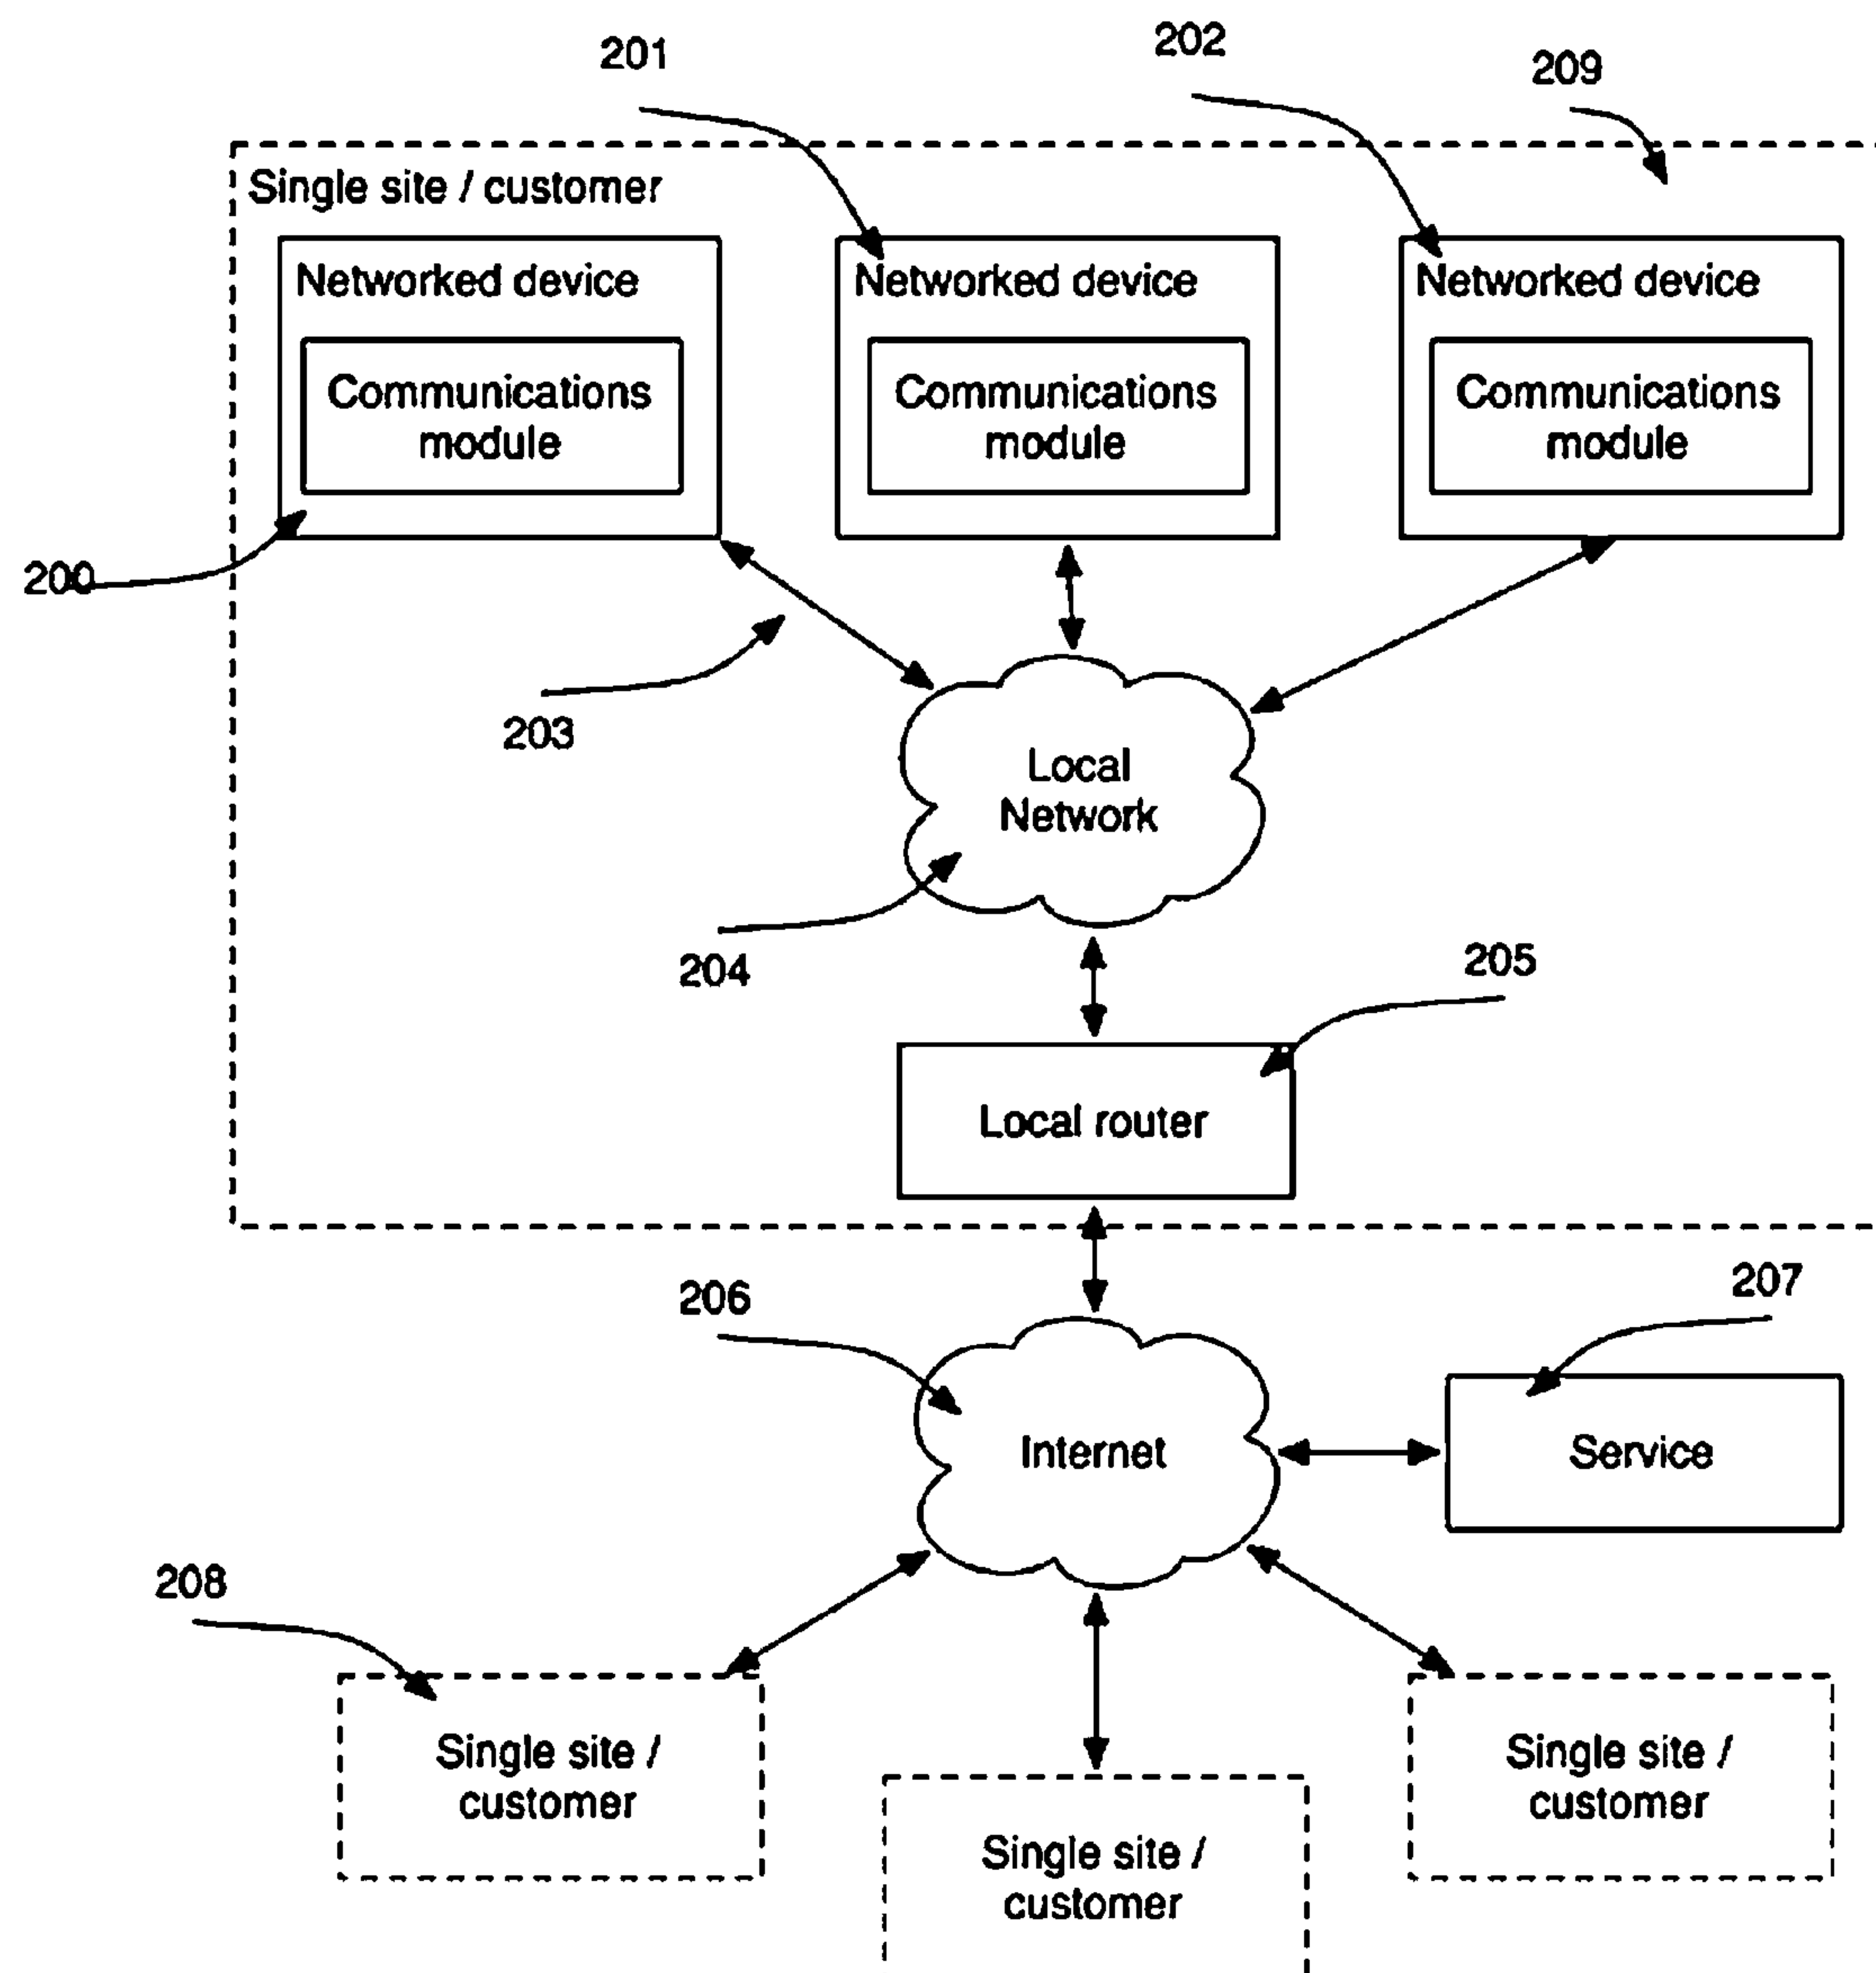 201
202
209
Single site / customer
Networked device
Networked device
Networked device
Communications
module
Communications
module
Communications
module
200
203
Local
Network
204
205
Local router
206
207
Internet
Service
208
Single site /
customer
Single site /
customer
Single site /
customer